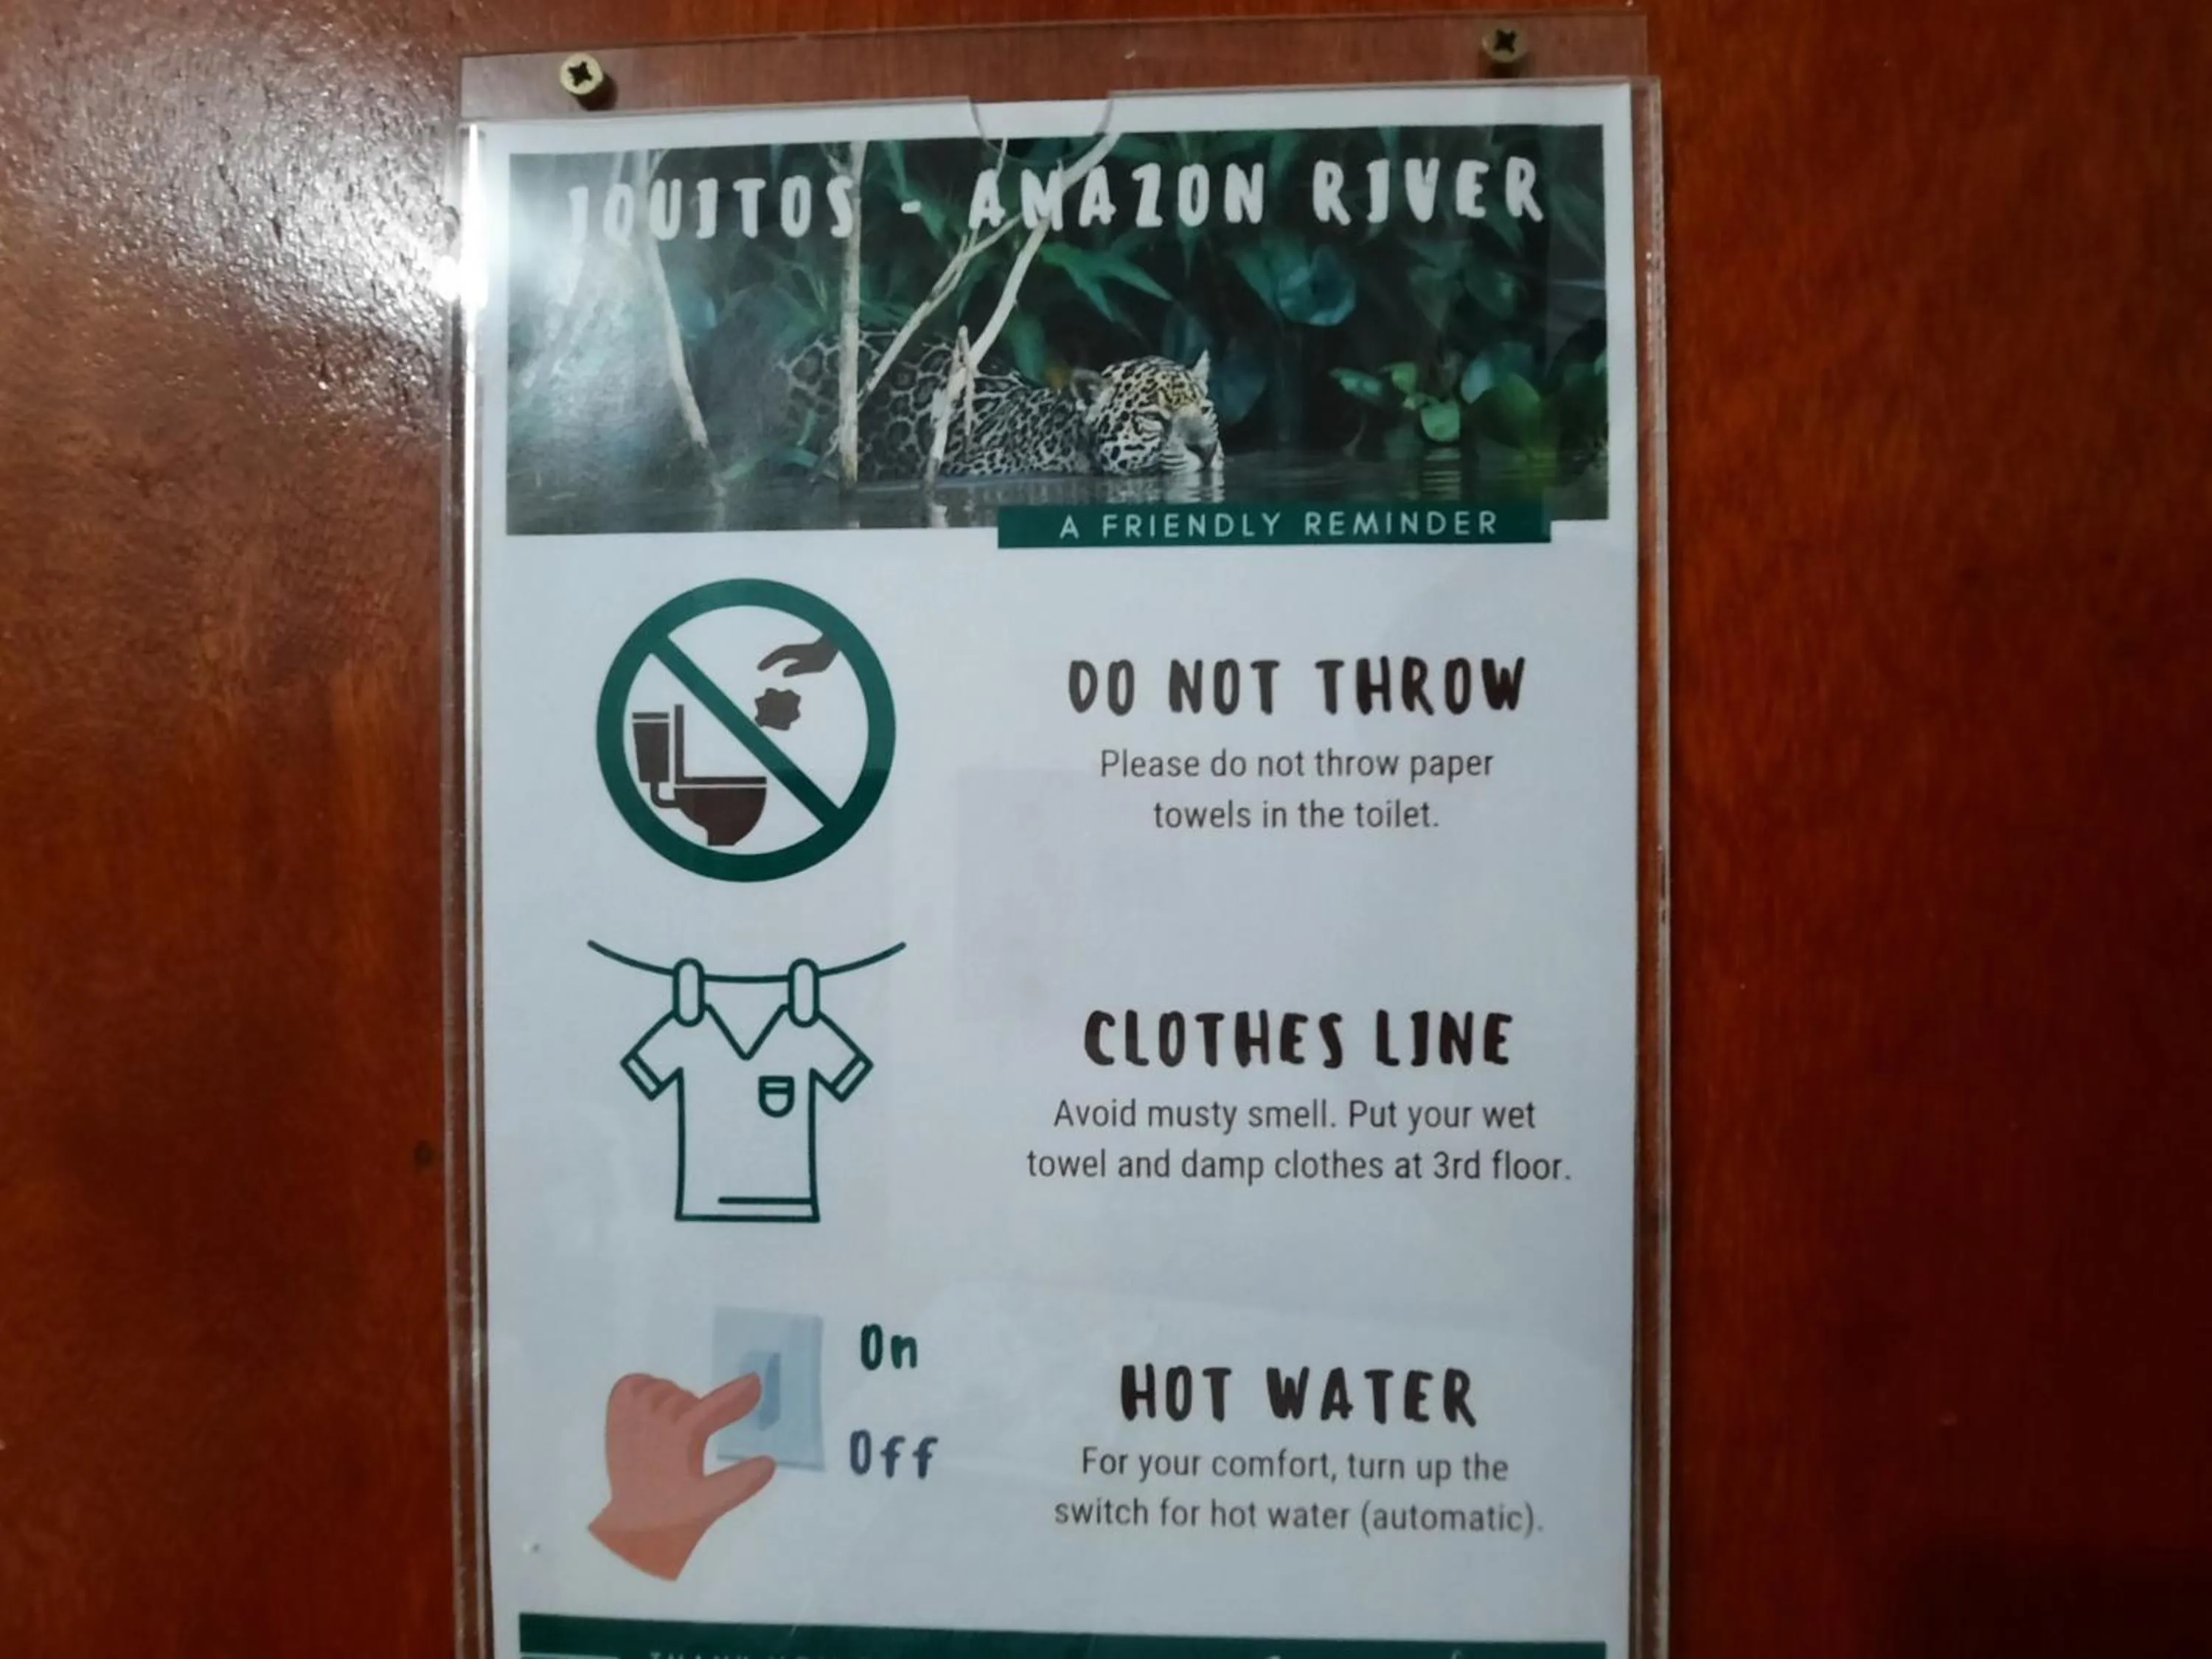 IQUITOS - AMAZON RIVER
A FRIENDLY REMINDER
DO NOT THROW
Please do not throw paper
towels in the toilet.
CLOTHES LINE
Avoid musty smell. Put your wet
towel and damp clothes at 3rd floor.
On
Off
HOT WATER
For your comfort, turn up the
switch for hot water (automatic).